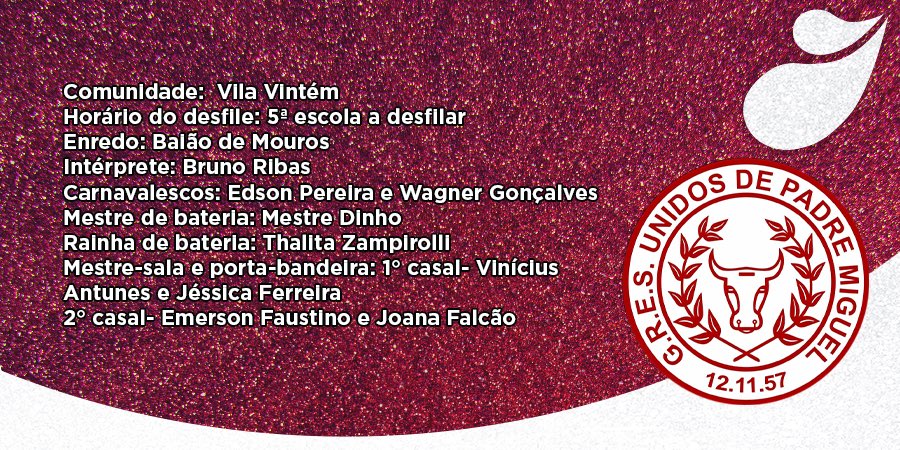 Comunidade: Vila Vintém
Horário do desfile: 5ª escola a desfilar
Enredo: Baião de Mouros
Intérprete: Bruno Ribas
Carnavalescos: Edson Pereira e Wagner Gonçalves
Mestre de bateria: Mestre Dinho
Rainha de bateria: Thalita Zampirolli
Mestre-sala e porta-bandeira: 1° casal- Vinícius
Antunes e Jéssica Ferreira
2° casal- Emerson Faustino e Joana Falcão
G.R.E.S. UNIDOS DE PADRE MIGUEL
12.11.57